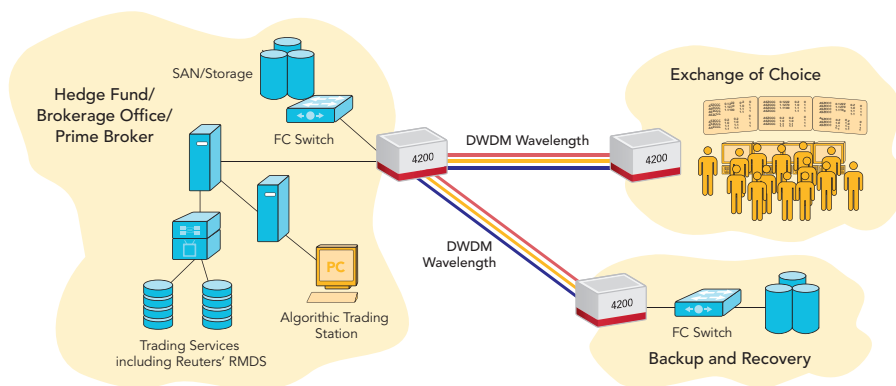 SAN/Storage
Hedge Fund/
Brokerage Office/
Prime Broker
FC Switch
4200
PC
Algorithic Trading
Station
Trading Services
including Reuters' RMDS
DWDM Wavelength
DWDM
Wavelength
4200
Exchange of Choice
4200
FC Switch
Backup and Recovery